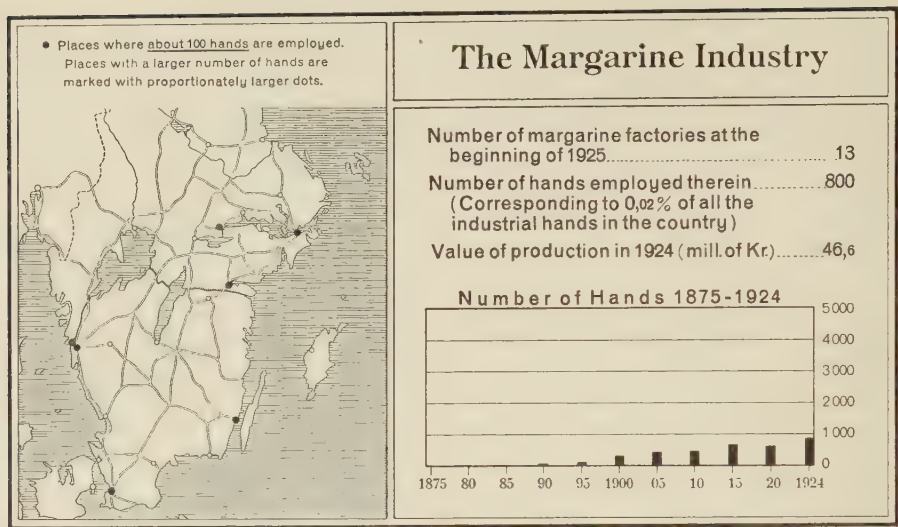 • Places where about 100 hands are employed.
Places with a larger number of hands are
marked with proportionately larger dots.
The Margarine Industry
Number of margarine factories at the
beginning of 1925.......................... 13
Number of hands employed therein.......... 800
(Corresponding to 0,02% of all the
industrial hands in the country)
Value of production in 1924 (mill. of Kr.)....... 46,6
Number of Hands 1875-1924
5000
4000
3000
2000
1000
0
1875 80 85 90 95 1900 05 10 15 20 1924